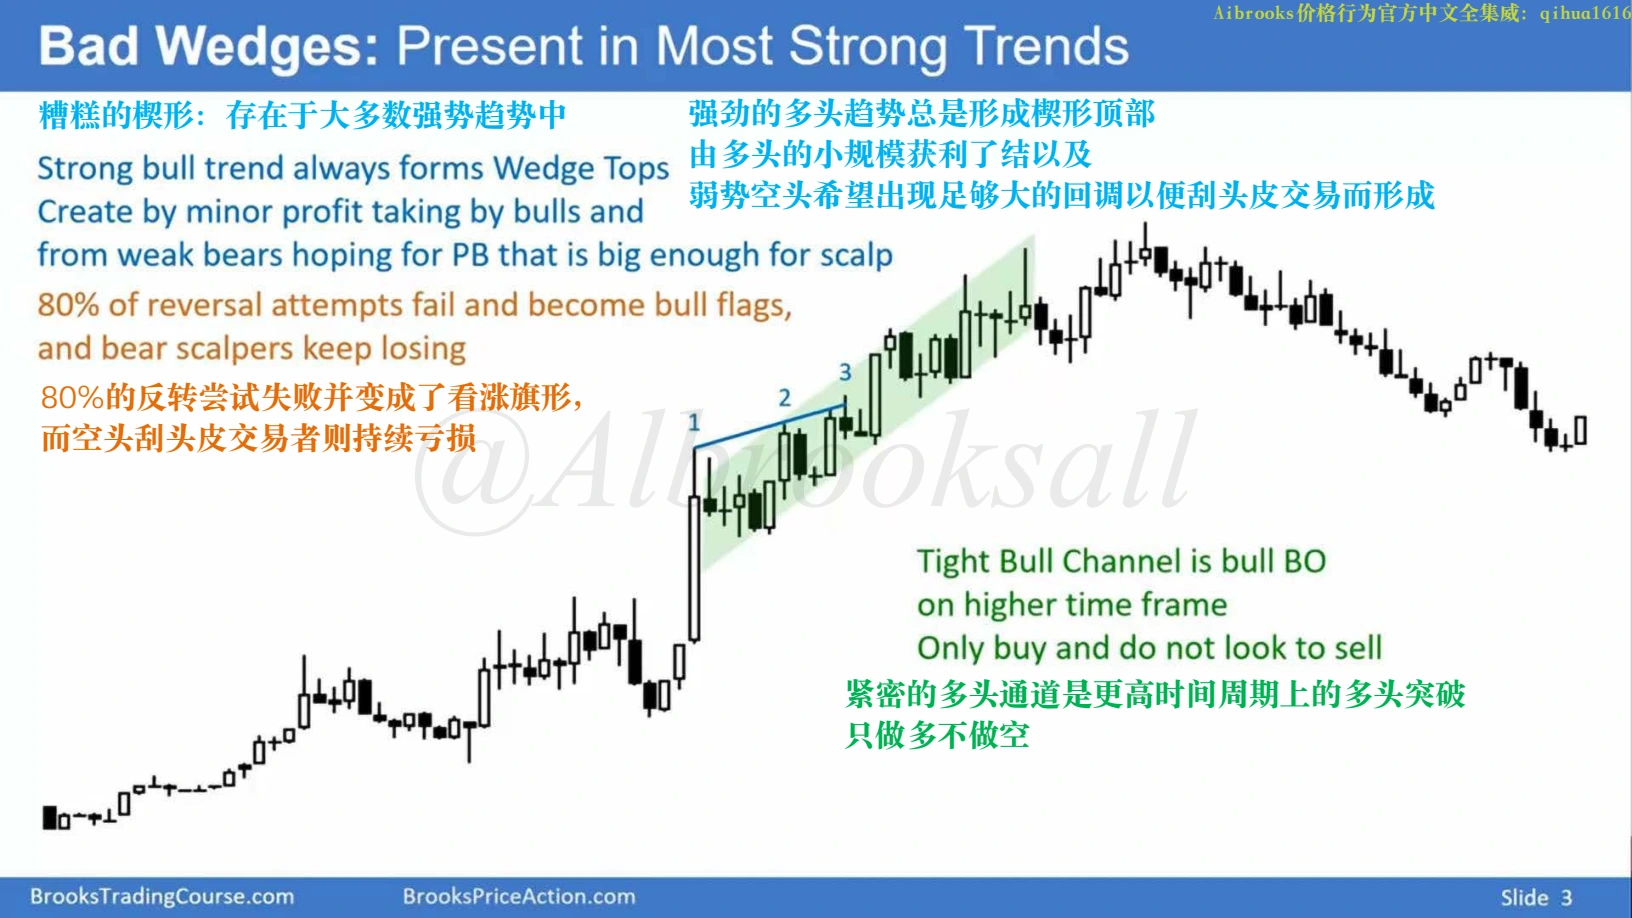 Aibrooks价格行为官方中文全集威：qihua1616
Bad Wedges: Present in Most Strong Trends
糟糕的楔形：存在于大多数强势趋势中
Strong bull trend always forms Wedge Tops
Create by minor profit taking by bulls and
from weak bears hoping for PB that is big enough for scalp
强劲的多头趋势总是形成楔形顶部
由多头的小规模获利了结以及
弱势空头希望出现足够大的回调以便刮头皮交易而形成
80% of reversal attempts fail and become bull flags,
and bear scalpers keep losing
80%的反转尝试失败并变成了看涨旗形，
而空头刮头皮交易者则持续亏损
1
2
3
@Albrooksall
Tight Bull Channel is bull BO
on higher time frame
Only buy and do not look to sell
紧密的多头通道是更高时间周期上的多头突破
只做多不做空
BrooksTradingCourse.com
BrooksPriceAction.com
Slide 3